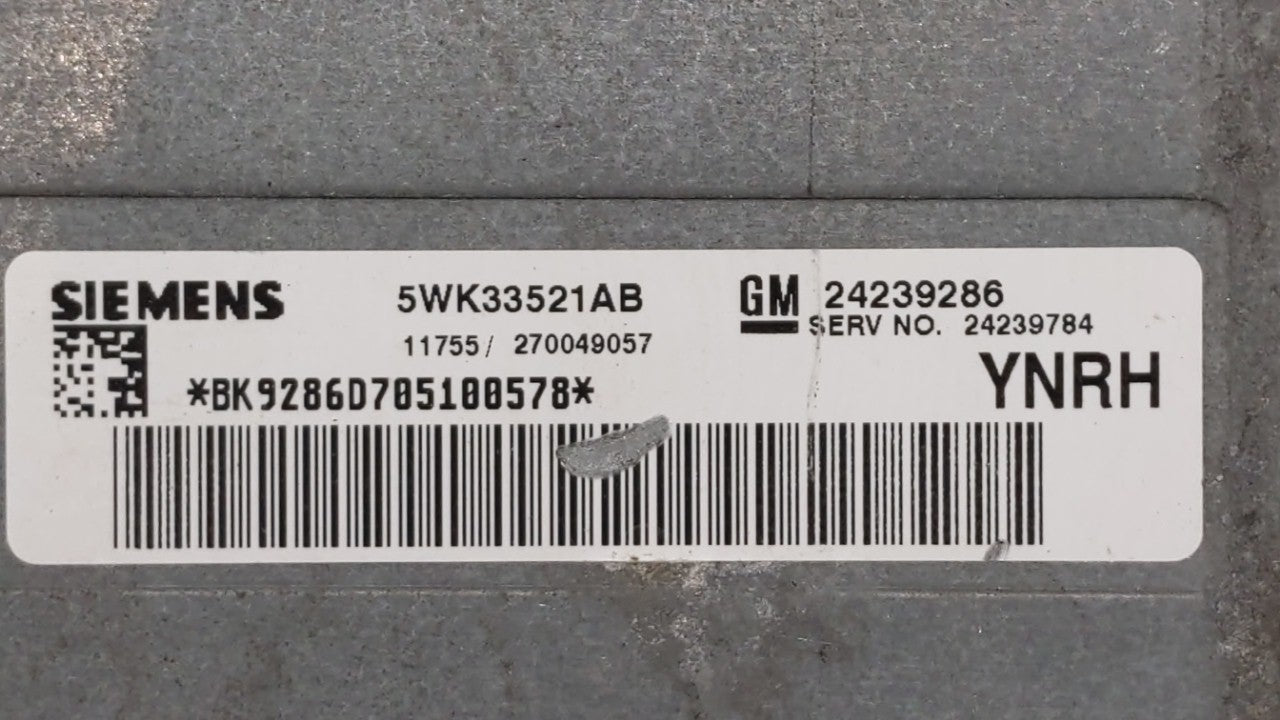 SIEMENS 5WK33521AB GM 24239286
SERV NO. 24239784
11755/ 270049057
YNRH
*BK9286D705100578*